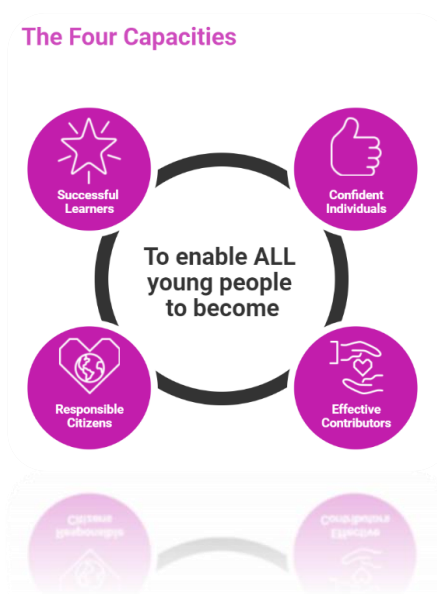 The Four Capacities
Successful
Learners
Confident
Individuals
To enable ALL
young people
to become
Responsible
Citizens
Effective
Contributors